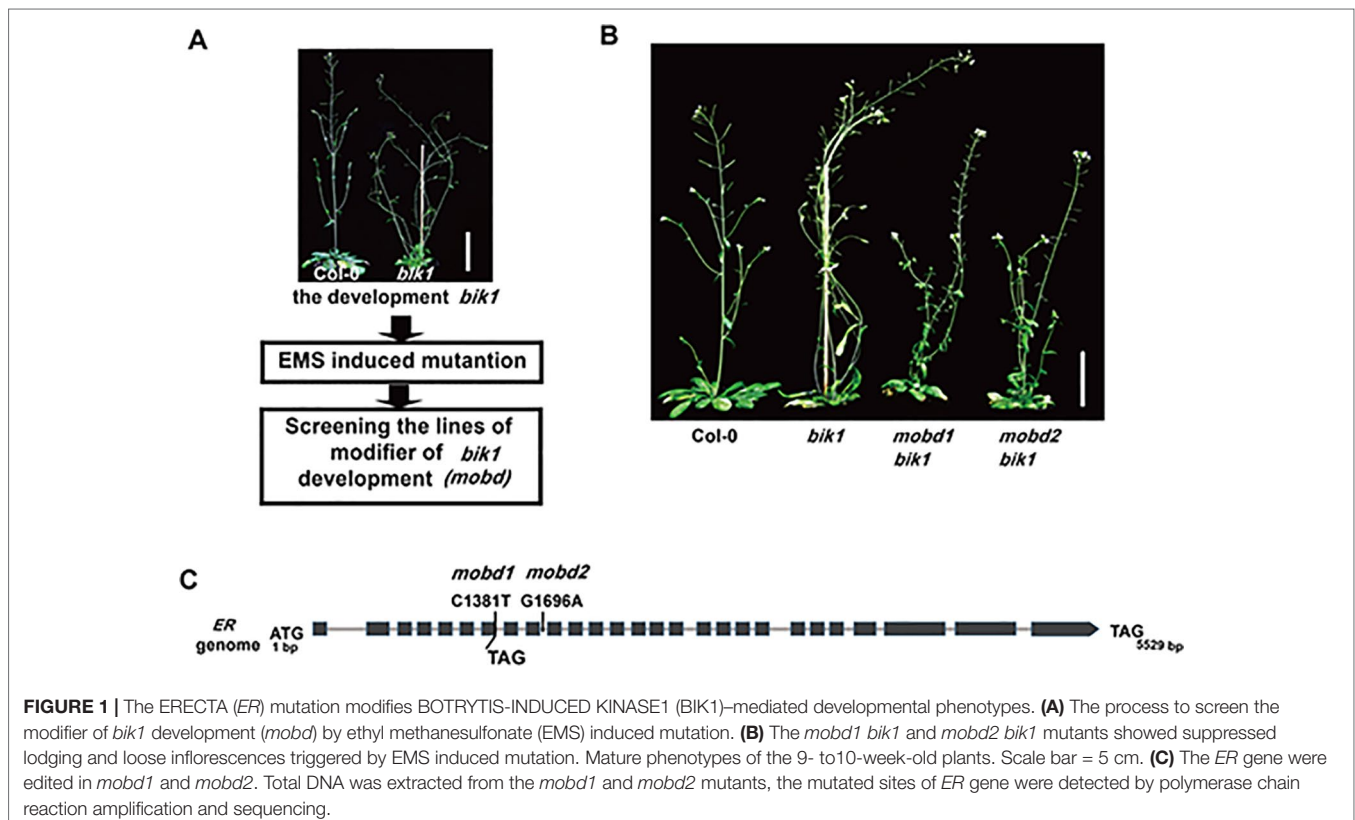 A
Col-0 bik1
the development bik1
EMS induced mutantion
Screening the lines of
modifier of bik1
development (mobd)
B
Col-0 bik1 mobd1 mobd2
bik1 bik1
C
mobd1 mobd2
C1381T G1696A
ER
genome
ATG
1 bp
TAG
TAG
5529 bp
FIGURE 1 | The ERECTA (ER) mutation modifies BOTRYTIS-INDUCED KINASE1 (BIK1)–mediated developmental phenotypes. (A) The process to screen the
modifier of bik1 development (mobd) by ethyl methanesulfonate (EMS) induced mutation. (B) The mobd1 bik1 and mobd2 bik1 mutants showed suppressed
lodging and loose inflorescences triggered by EMS induced mutation. Mature phenotypes of the 9- to10-week-old plants. Scale bar = 5 cm. (C) The ER gene were
edited in mobd1 and mobd2. Total DNA was extracted from the mobd1 and mobd2 mutants, the mutated sites of ER gene were detected by polymerase chain
reaction amplification and sequencing.